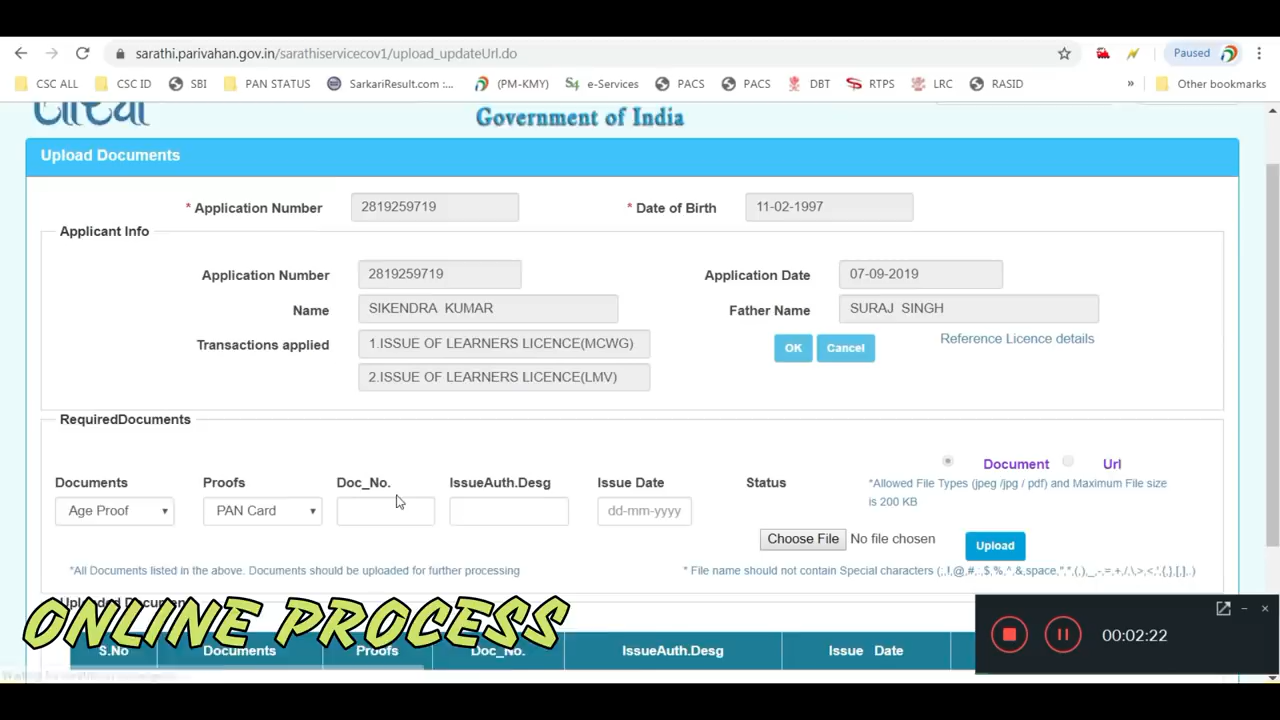 sarathi.parivahan.gov.in/sarathiservicecov1/upload_updateUrl.do
Paused
CSC ALL CSC ID SBI PAN STATUS SarkariResult.com :... (PM-KMY) e-Services PACS PACS DBT RTPS LRC RASID » Other bookmarks
Government of India
Upload Documents
* Application Number 2819259719 * Date of Birth 11-02-1997
Applicant Info
Application Number 2819259719 Application Date 07-09-2019
Name SIKENDRA KUMAR Father Name SURAJ SINGH
Transactions applied 1.ISSUE OF LEARNERS LICENCE(MCWG) OK Cancel Reference Licence details
2.ISSUE OF LEARNERS LICENCE(LMV)
RequiredDocuments
Document Url
Documents Proofs Doc_No. IssueAuth.Desg Issue Date Status
*Allowed File Types (jpeg /jpg / pdf) and Maximum File size
is 200 KB
Age Proof PAN Card dd-mm-yyyy
Choose File No file chosen Upload
*All Documents listed in the above. Documents should be uploaded for further processing
* File name should not contain Special characters
ONLINE PROCESS
00:02:22
S.No Documents Proofs Doc_No. IssueAuth.Desg Issue Date